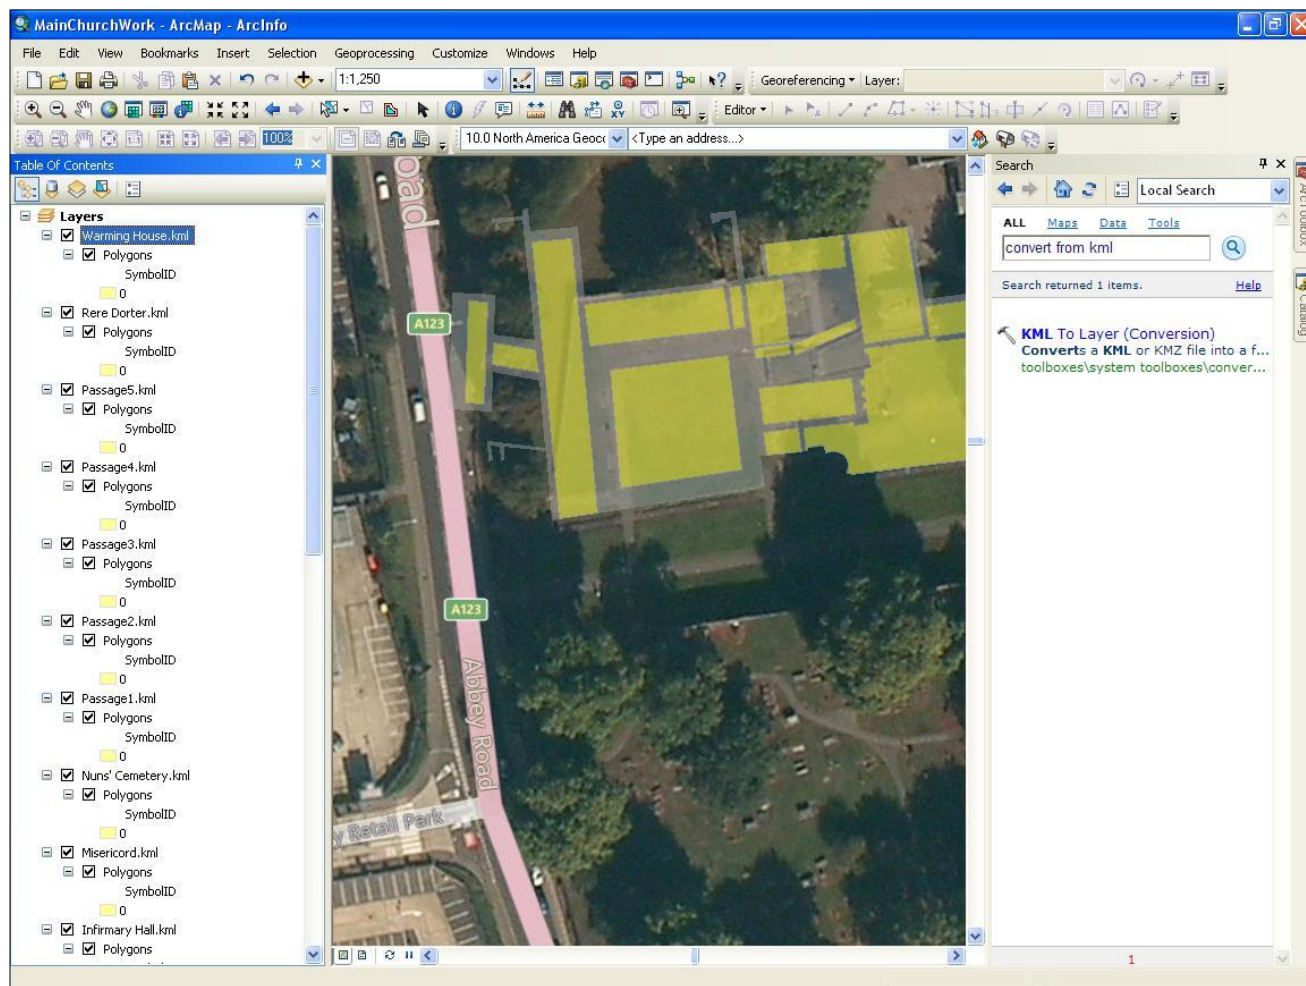 MainChurchWork - ArcMap - ArcInfo
File Edit View Bookmarks Insert Selection Geoprocessing Customize Windows Help
1:1,250
Georeferencing Layer:
Editor
100%
10.0 North America Geoc
<Type an address...>
Table Of Contents
Layers
Warming House.kml
Polygons
SymbolID
0
Rere Dorter.kml
Polygons
SymbolID
0
Passage5.kml
Polygons
SymbolID
0
Passage4.kml
Polygons
SymbolID
0
Passage3.kml
Polygons
SymbolID
0
Passage2.kml
Polygons
SymbolID
0
Passage1.kml
Polygons
SymbolID
0
Nuns' Cemetery.kml
Polygons
SymbolID
0
Misericord.kml
Polygons
SymbolID
0
Infirmary Hall.kml
Polygons
oad
A123
A123
Abbey Road
y Retail Park
Search
Local Search
ALL Maps Data Tools
convert from kml
Search returned 1 items. Help
KML To Layer (Conversion)
Converts a KML or KMZ file into a f...
toolboxes\system toolboxes\conver...
1
ArcToolbox
Catalog